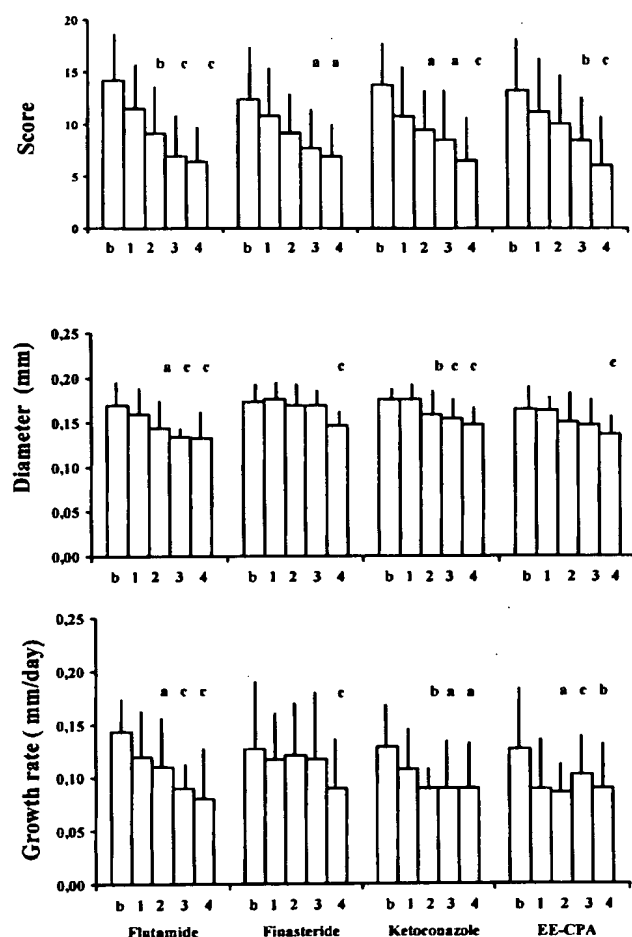 20
b c c a a a a c b c
15
10
5
0
Score
b 1 2 3 4 b 1 2 3 4 b 1 2 3 4 b 1 2 3 4
0,25
a c c c b c c c
0,20
0,15
0,10
0,05
0,00
Diameter (mm)
b 1 2 3 4 b 1 2 3 4 b 1 2 3 4 b 1 2 3 4
0,25
0,20
a c c c b a a a c b
0,15
0,10
0,05
0,00
Growth rate ( mm/day)
b 1 2 3 4 b 1 2 3 4 b 1 2 3 4 b 1 2 3 4
Flutamide Finasteride Ketoconazole EE-CPA